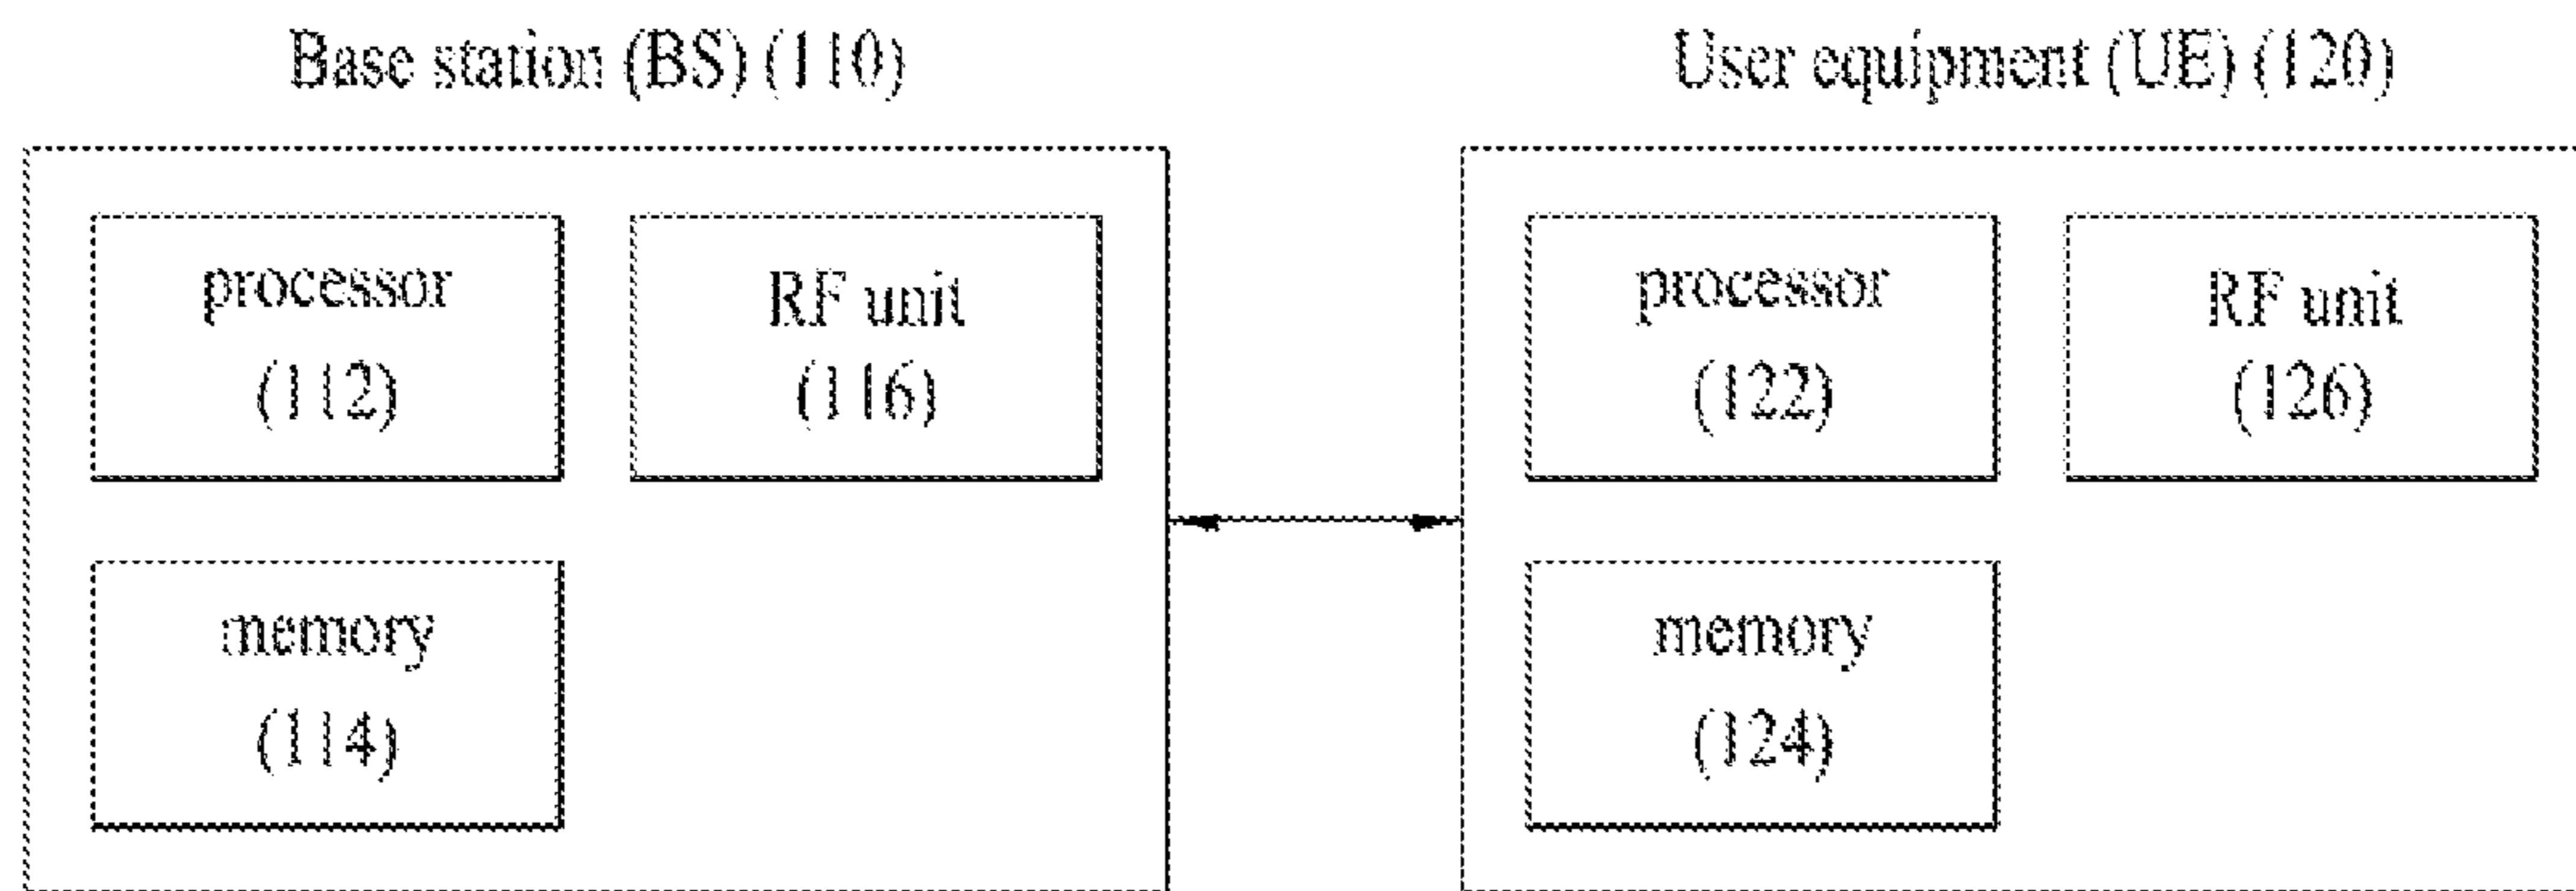 Base station (BS) (110)
processor
(112)
RF unit
(116)
memory
(114)
User equipment (UE) (120)
processor
(122)
RF unit
(126)
memory
(124)